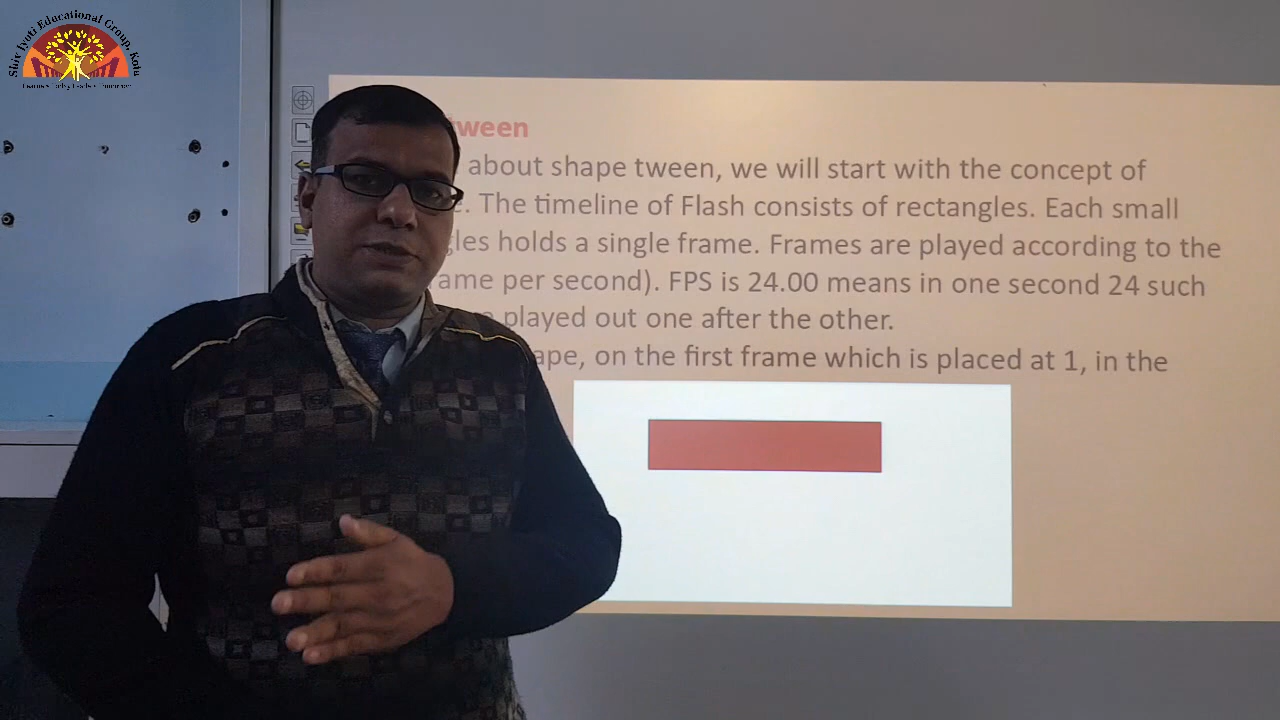 Shiv Jyoti Educational Group, Kota
tween
about shape tween, we will start with the concept of
. The timeline of Flash consists of rectangles. Each small
gles holds a single frame. Frames are played according to the
ame per second). FPS is 24.00 means in one second 24 such
played out one after the other.
ape, on the first frame which is placed at 1, in the